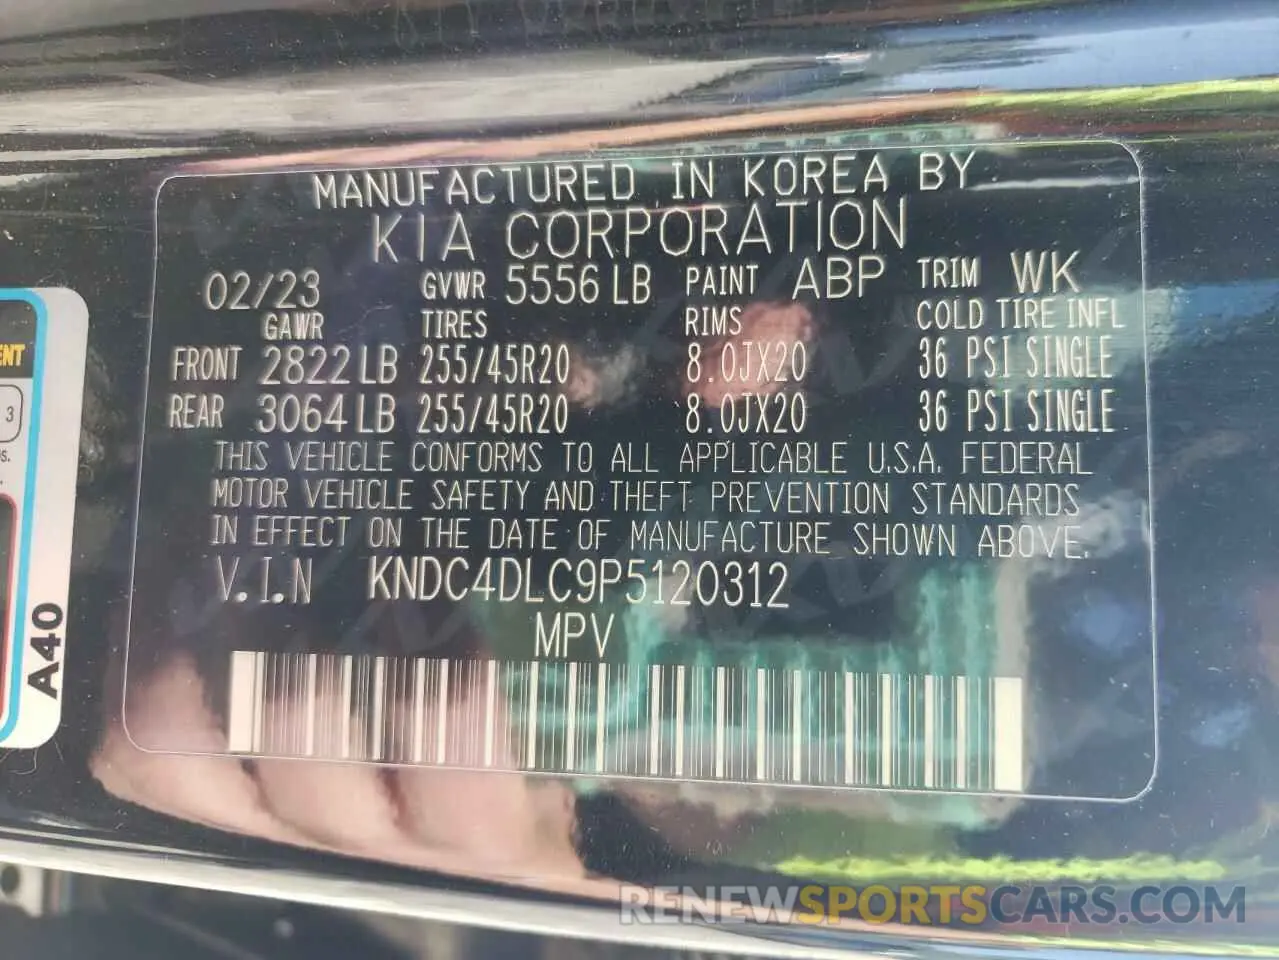 MANUFACTURED IN KOREA BY
KIA CORPORATION
02/23 GVWR 5556 LB PAINT ABP TRIM WK
GAWR TIRES RIMS COLD TIRE INFL
FRONT 2822 LB 255/45R20 8.0JX20 36 PSI SINGLE
REAR 3064 LB 255/45R20 8.0JX20 36 PSI SINGLE
THIS VEHICLE CONFORMS TO ALL APPLICABLE U.S.A. FEDERAL
MOTOR VEHICLE SAFETY AND THEFT PREVENTION STANDARDS
IN EFFECT ON THE DATE OF MANUFACTURE SHOWN ABOVE.
V.I.N KNDC4DLC9P5120312
MPV
ENT
3
A40
RENEWSPORTSCARS.COM